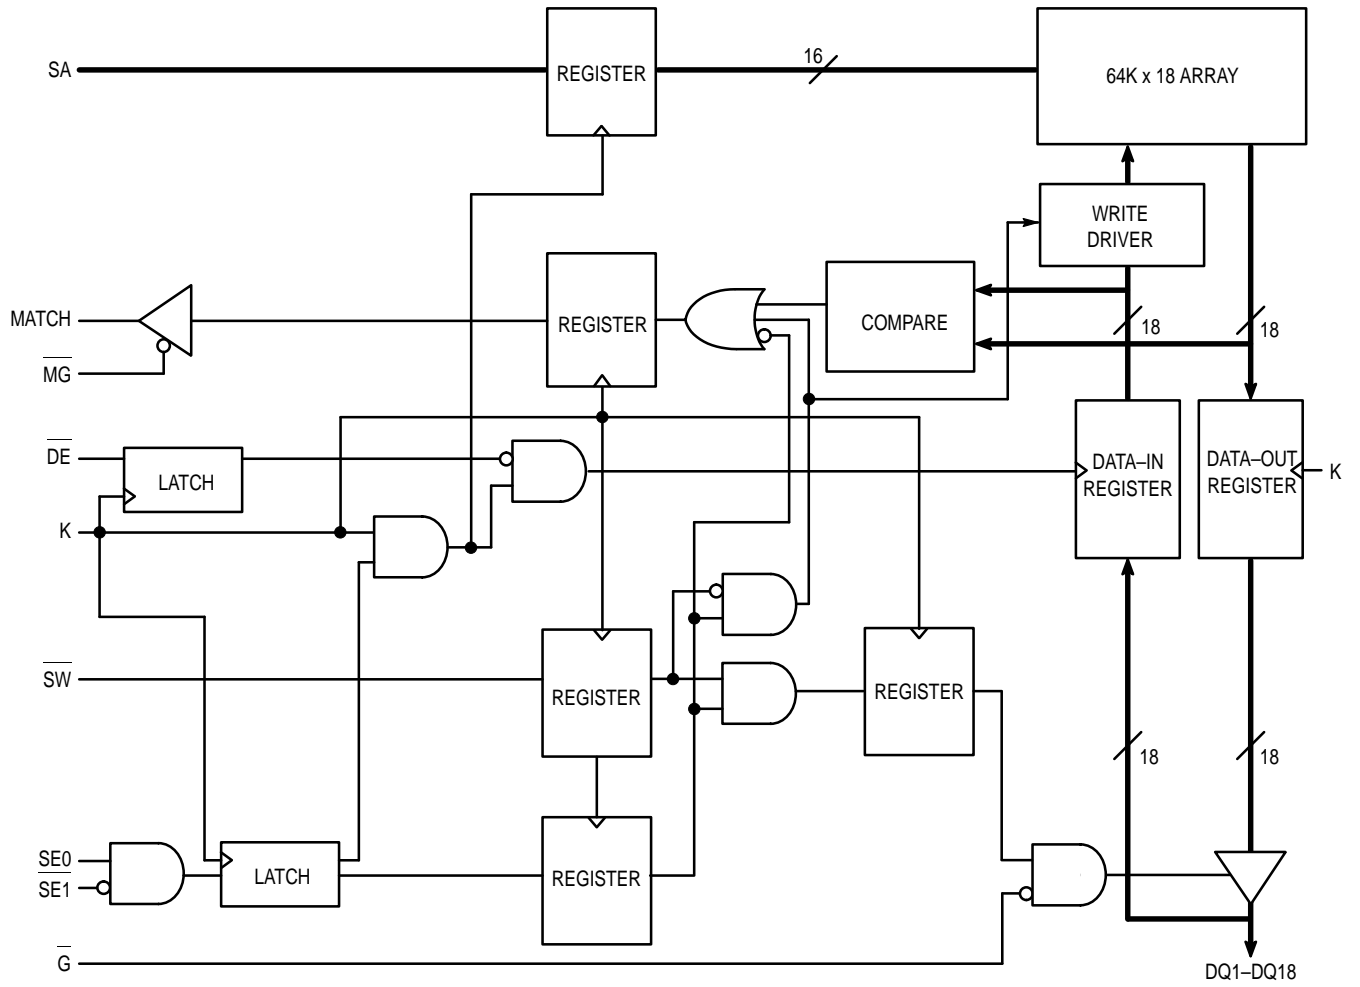 SA
REGISTER
16
64K x 18 ARRAY
WRITE
DRIVER
MATCH
MG
REGISTER
COMPARE
18
18
DE
LATCH
K
DATA–IN
REGISTER
DATA–OUT
REGISTER
K
SW
REGISTER
REGISTER
18
18
SE0
SE1
LATCH
REGISTER
G
DQ1–DQ18